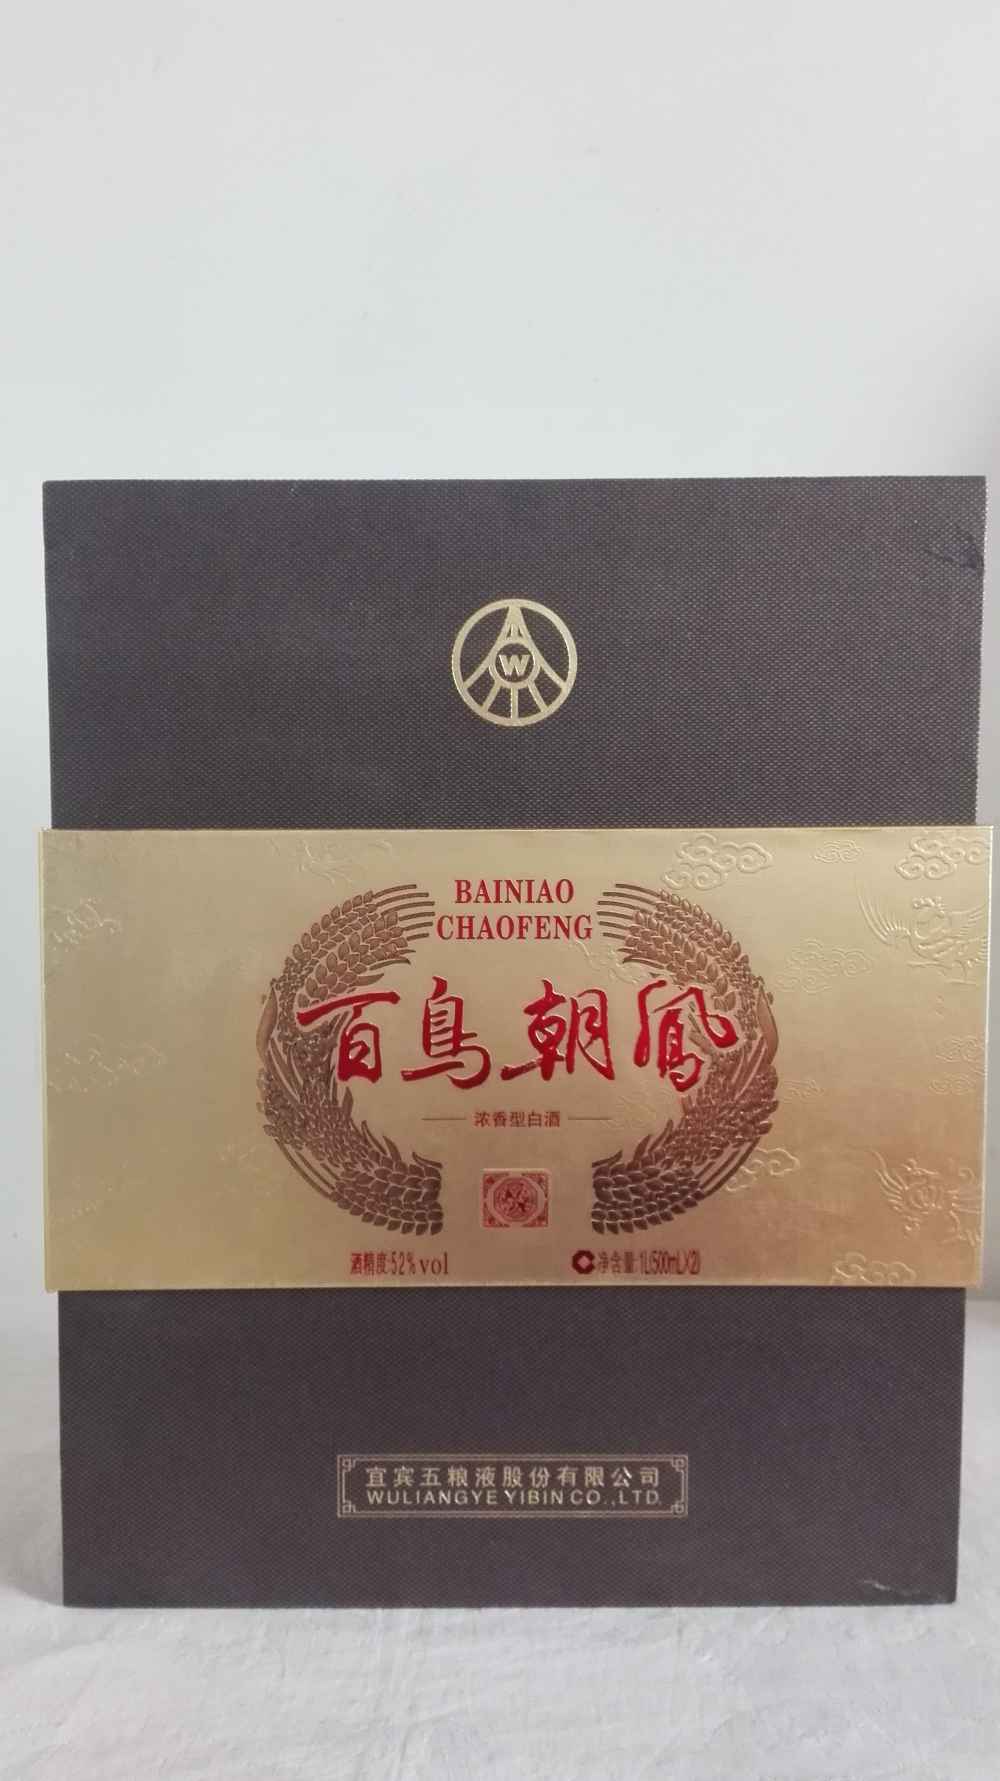 W
BAINIAO
CHAOFENG
百鳥朝鳳
浓香型白酒
酒精度:52%vol
净含量:1L(500mL×2)
宜宾五粮液股份有限公司
WULIANGYE YIBIN CO.,LTD.